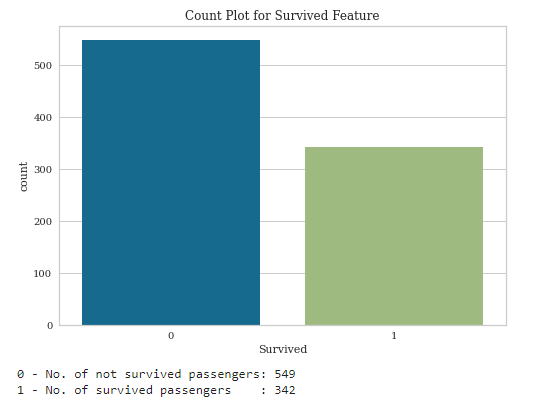 Count Plot for Survived Feature
500
400
300
200
100
0
count
0 1
Survived
0 - No. of not survived passengers: 549
1 - No. of survived passengers    : 342